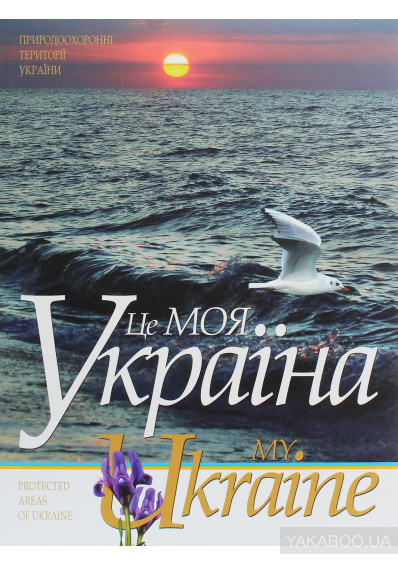 ПРИРОДООХОРОННІ
ТЕРИТОРІЇ
УКРАЇНИ
Це МОЯ
Україна
MY
Ukraine
PROTECTED
AREAS
OF UKRAINE
YAKABOO.UA